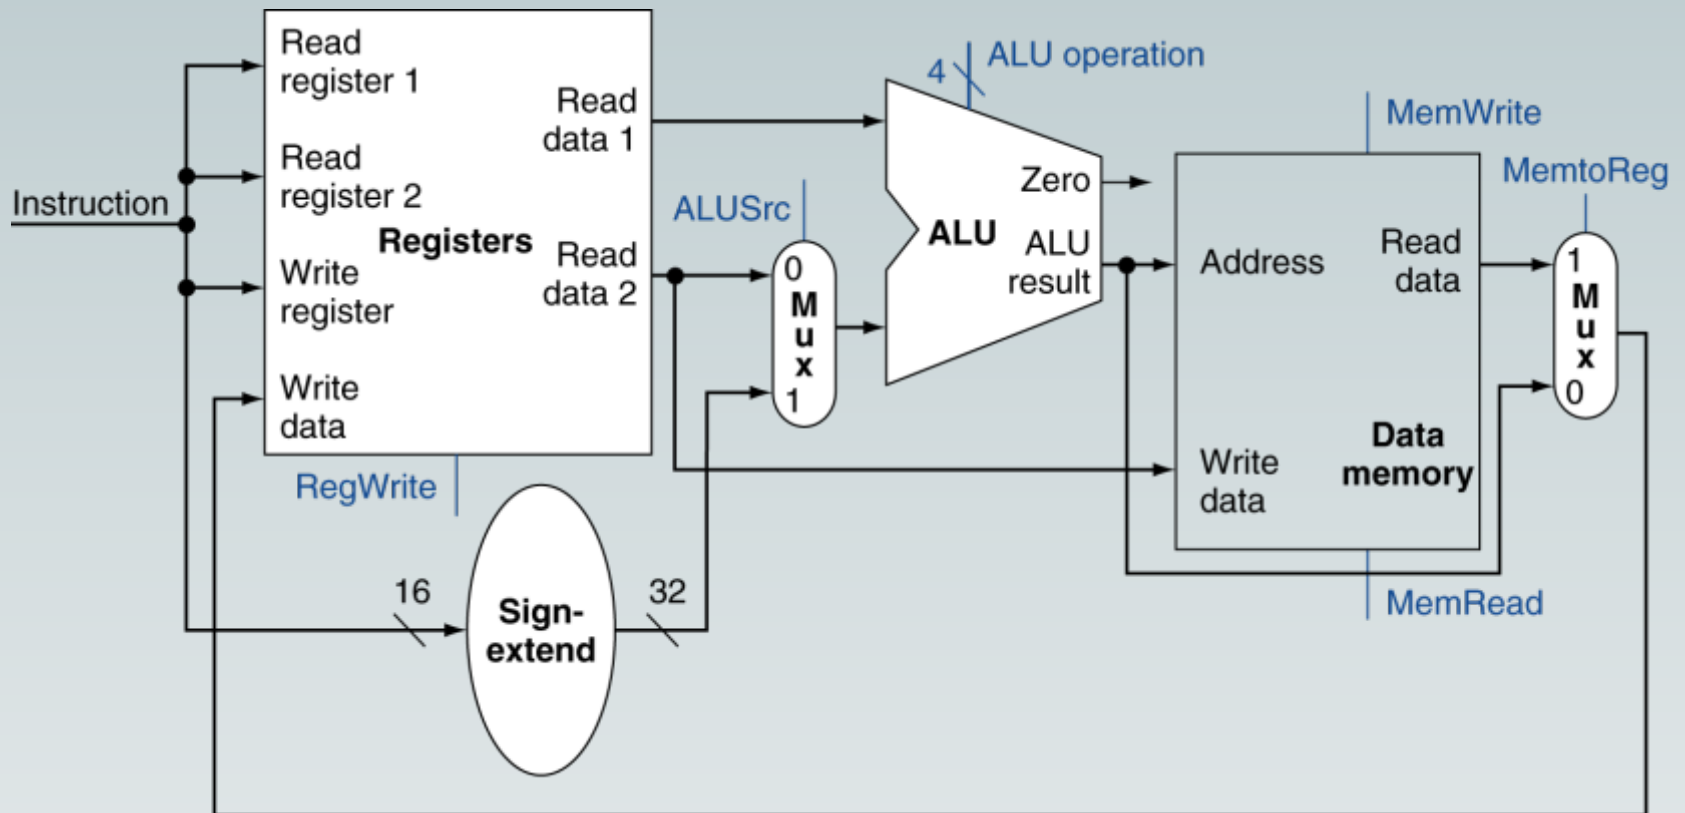 Instruction
Read
register 1
Read
register 2
Registers
Write
register
Write
data
Read
data 1
Read
data 2
RegWrite
16
Sign-
extend
32
ALUSrc
0
M
u
x
1
4
ALU operation
Zero
ALU
ALU
result
MemWrite
Address
Read
data
Write
data
Data
memory
MemRead
MemtoReg
1
M
u
x
0